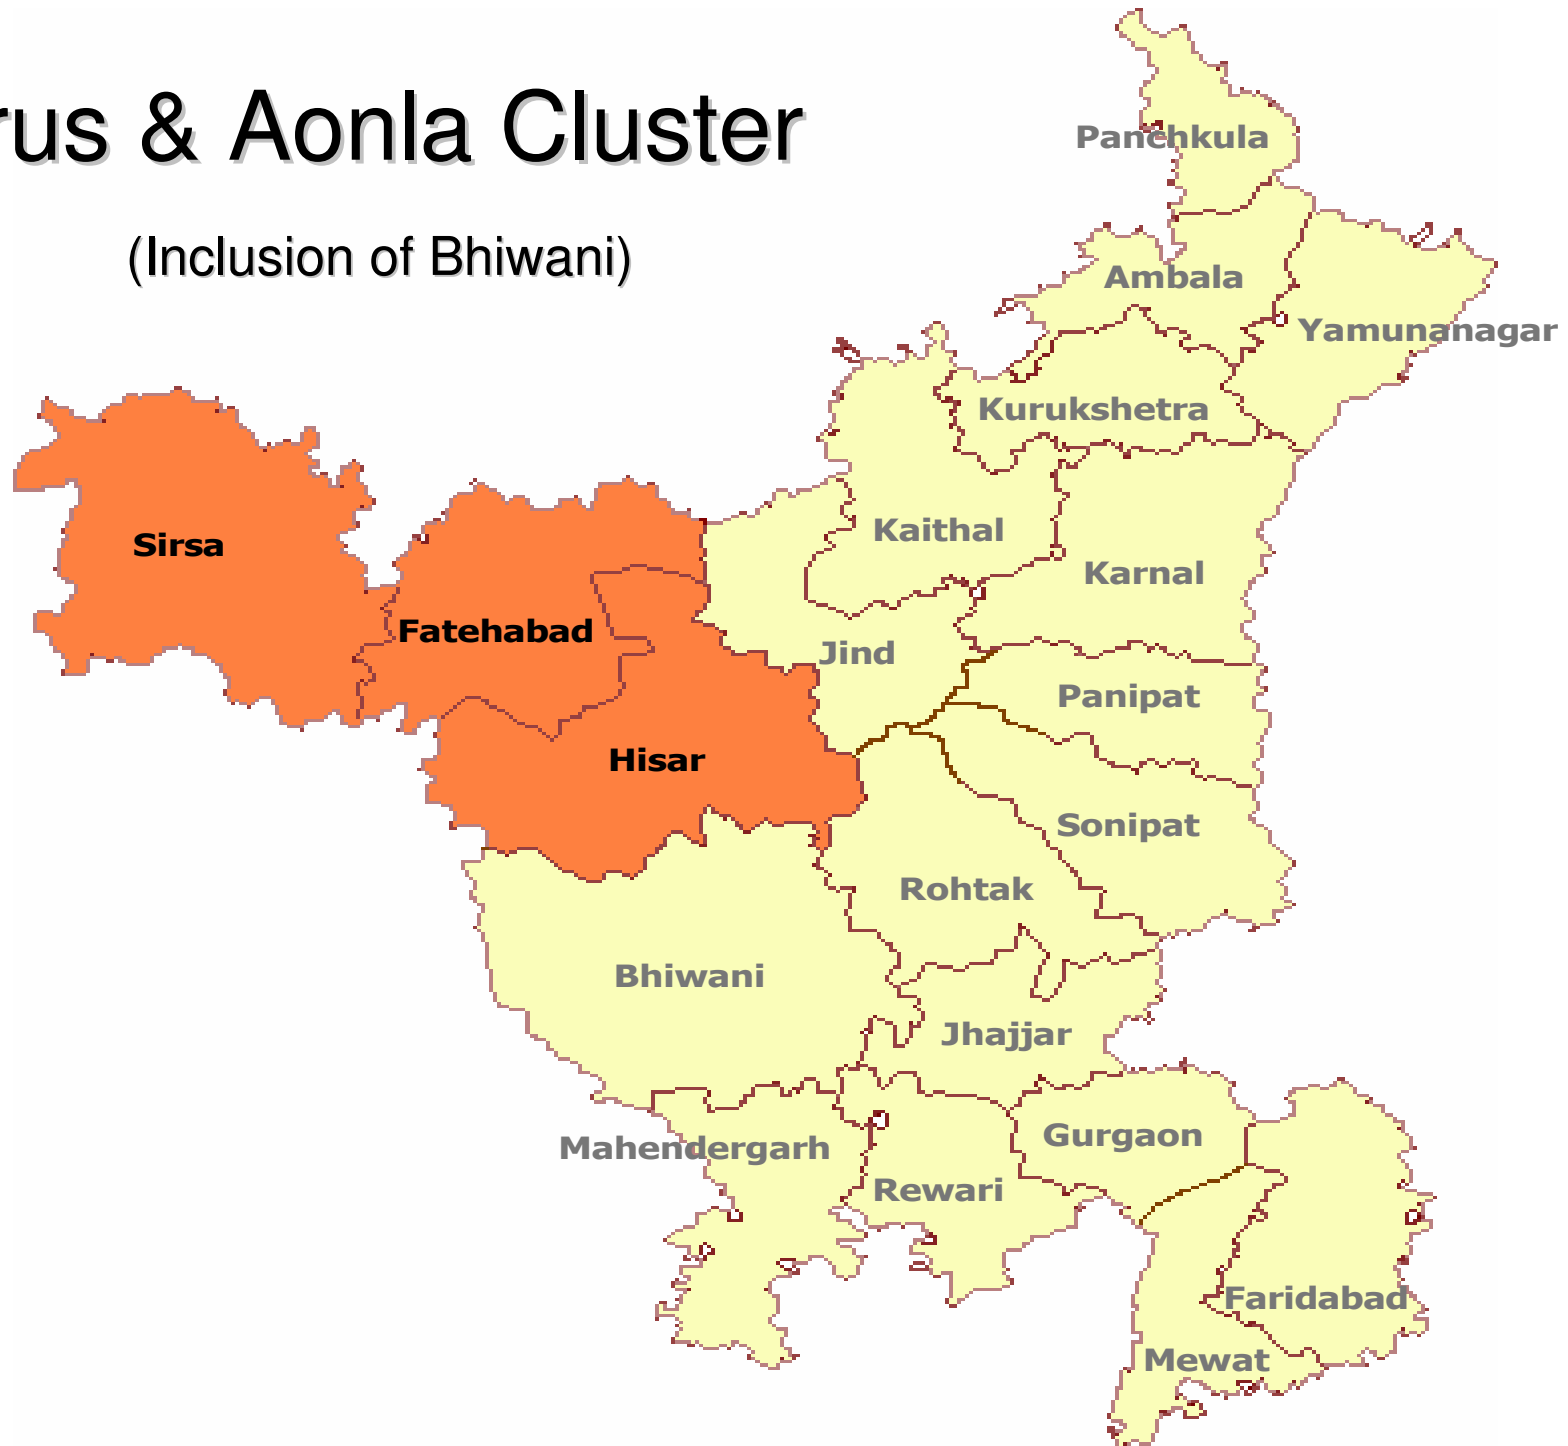 rus & Aonla Cluster
(Inclusion of Bhiwani)
Panchkula
Ambala
Yamunanagar
Kurukshetra
Kaithal
Sirsa
Karnal
Fatehabad
Jind
Panipat
Hisar
Sonipat
Rohtak
Bhiwani
Jhajjar
Gurgaon
Mahendergarh
Rewari
Faridabad
Mewat